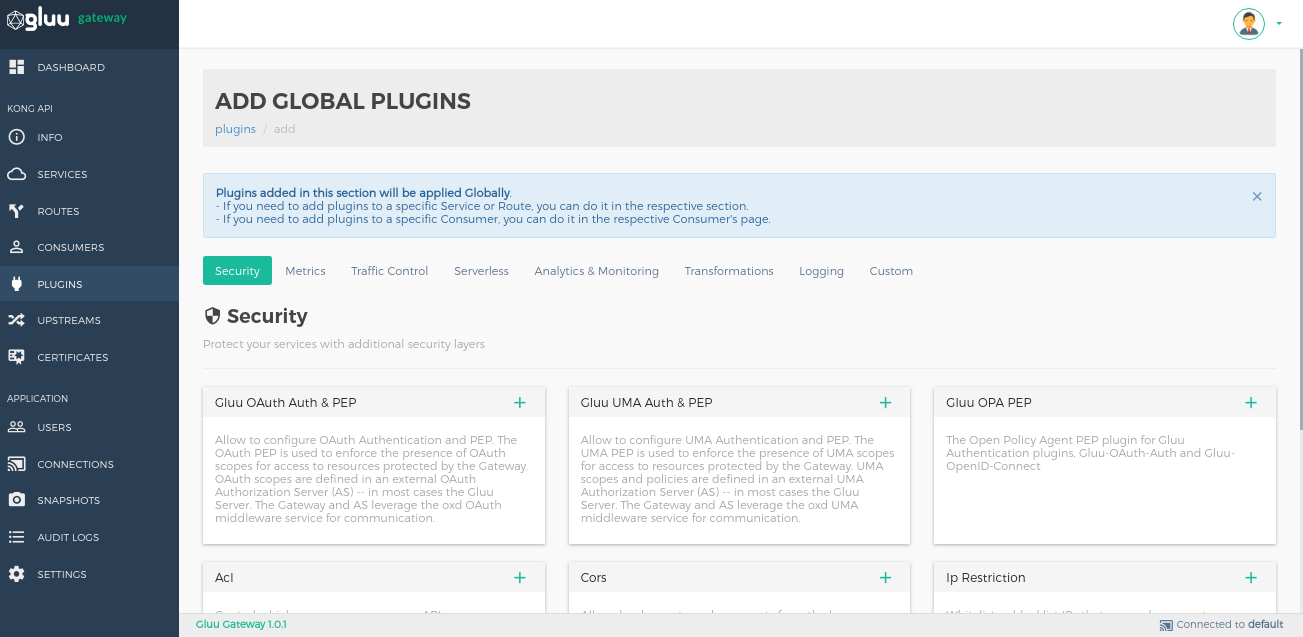 gluu gateway
DASHBOARD
KONG API
INFO
SERVICES
ROUTES
CONSUMERS
PLUGINS
UPSTREAMS
CERTIFICATES
APPLICATION
USERS
CONNECTIONS
SNAPSHOTS
AUDIT LOGS
SETTINGS
ADD GLOBAL PLUGINS
plugins / add
Plugins added in this section will be applied Globally.
- If you need to add plugins to a specific Service or Route, you can do it in the respective section.
- If you need to add plugins to a specific Consumer, you can do it in the respective Consumer's page.
Security Metrics Traffic Control Serverless Analytics & Monitoring Transformations Logging Custom
Security
Protect your services with additional security layers
Gluu OAuth Auth & PEP
Allow to configure OAuth Authentication and PEP. The
OAuth PEP is used to enforce the presence of OAuth
scopes for access to resources protected by the Gateway.
OAuth scopes are defined in an external OAuth
Authorization Server (AS) -- in most cases the Gluu
Server. The Gateway and AS leverage the oxd OAuth
middleware service for communication.
Gluu UMA Auth & PEP
Allow to configure UMA Authentication and PEP. The
UMA PEP is used to enforce the presence of UMA scopes
for access to resources protected by the Gateway. UMA
scopes and policies are defined in an external UMA
Authorization Server (AS) -- in most cases the Gluu
Server. The Gateway and AS leverage the oxd UMA
middleware service for communication.
Gluu OPA PEP
The Open Policy Agent PEP plugin for Gluu
Authentication plugins, Gluu-OAuth-Auth and Gluu-
OpenID-Connect
Acl
Cors
Ip Restriction
Gluu Gateway 1.0.1
Connected to default